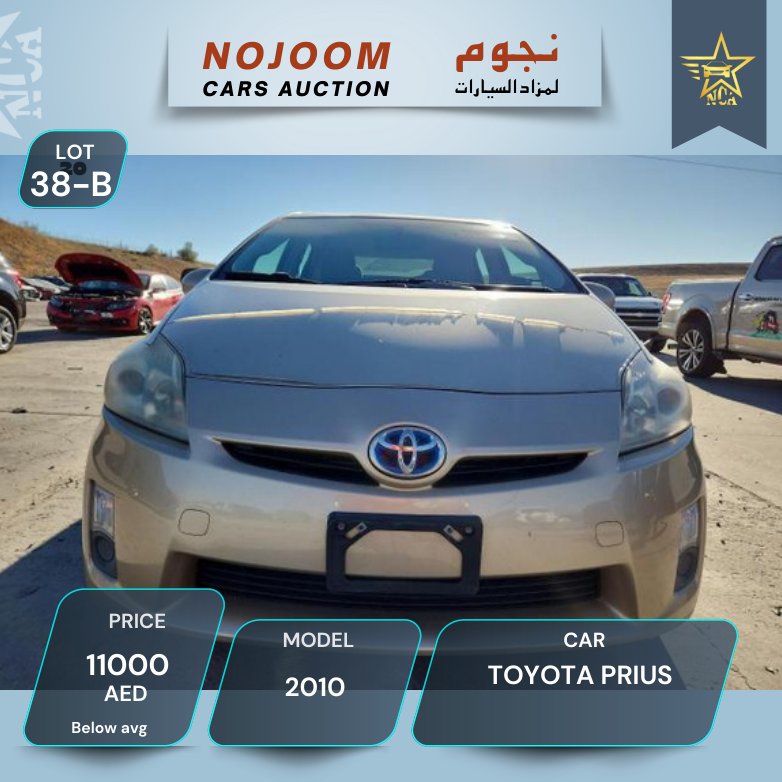 NOJOOM
CARS AUCTION
نجوم
لمزاد السيارات
NCA
NCA
LOT
38-B
PRICE
11000
AED
Below avg
MODEL
2010
CAR
TOYOTA PRIUS